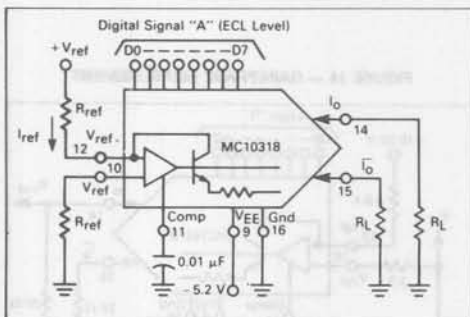 Digital Signal "A" (ECL Level)
D0 D7
+ Vref
Rref
Iref
12 Vref-
10
Vref
Rref
MC10318
Comp
11
VEE
9
Gnd
16
0.01 μF
- 5.2 V
Io
14
Io
15
RL
RL